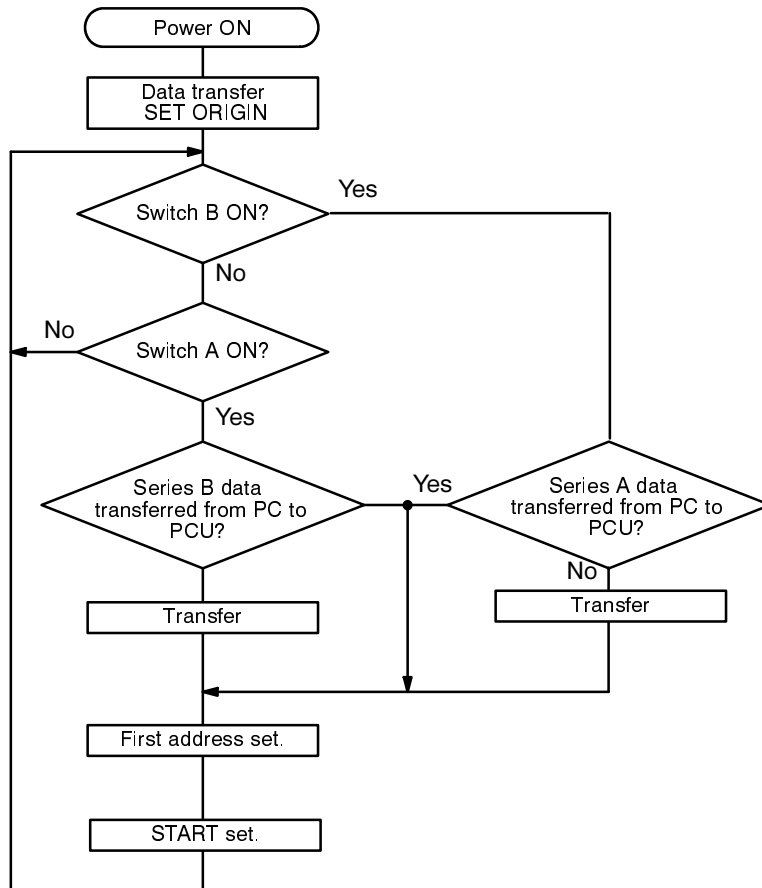 Power ON
Data transfer
SET ORIGIN
Yes
Switch B ON?
No
No
Switch A ON?
Yes
Series B data
transferred from PC to
PCU?
Yes
Series A data
transferred from PC to
PCU?
No
Transfer
Transfer
First address set.
START set.